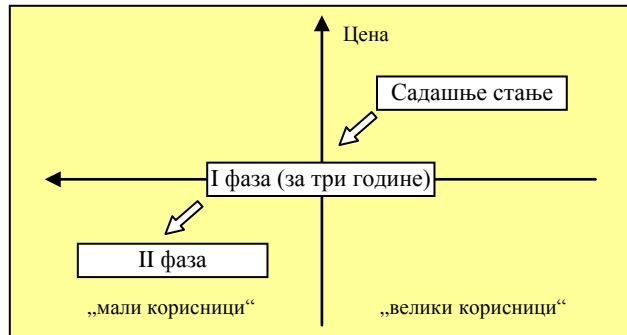 Цена
Садашње стање
I фаза (за три године)
II фаза
„мали корисници“
„велики корисници“